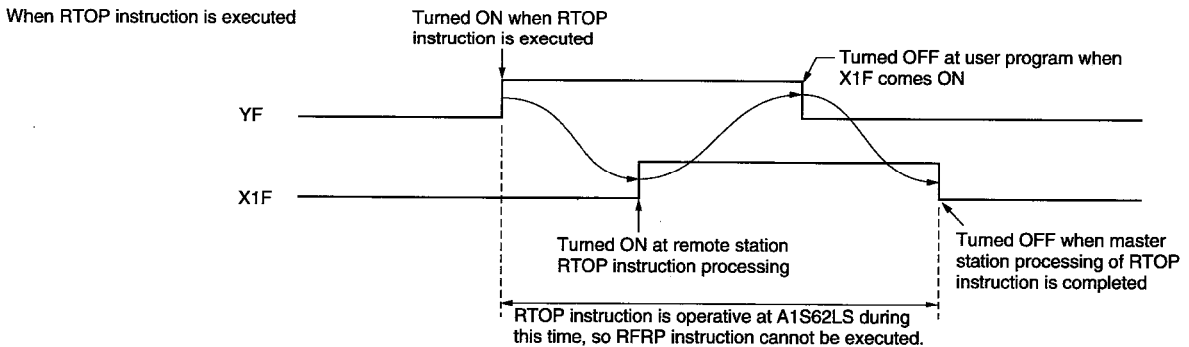 When RTOP instruction is executed
Turned ON when RTOP
instruction is executed
Turned OFF at user program when
X1F comes ON
YF
X1F
Turned ON at remote station
RTOP instruction processing
Turned OFF when master
station processing of RTOP
instruction is completed
RTOP instruction is operative at A1S62LS during
this time, so RFRP instruction cannot be executed.